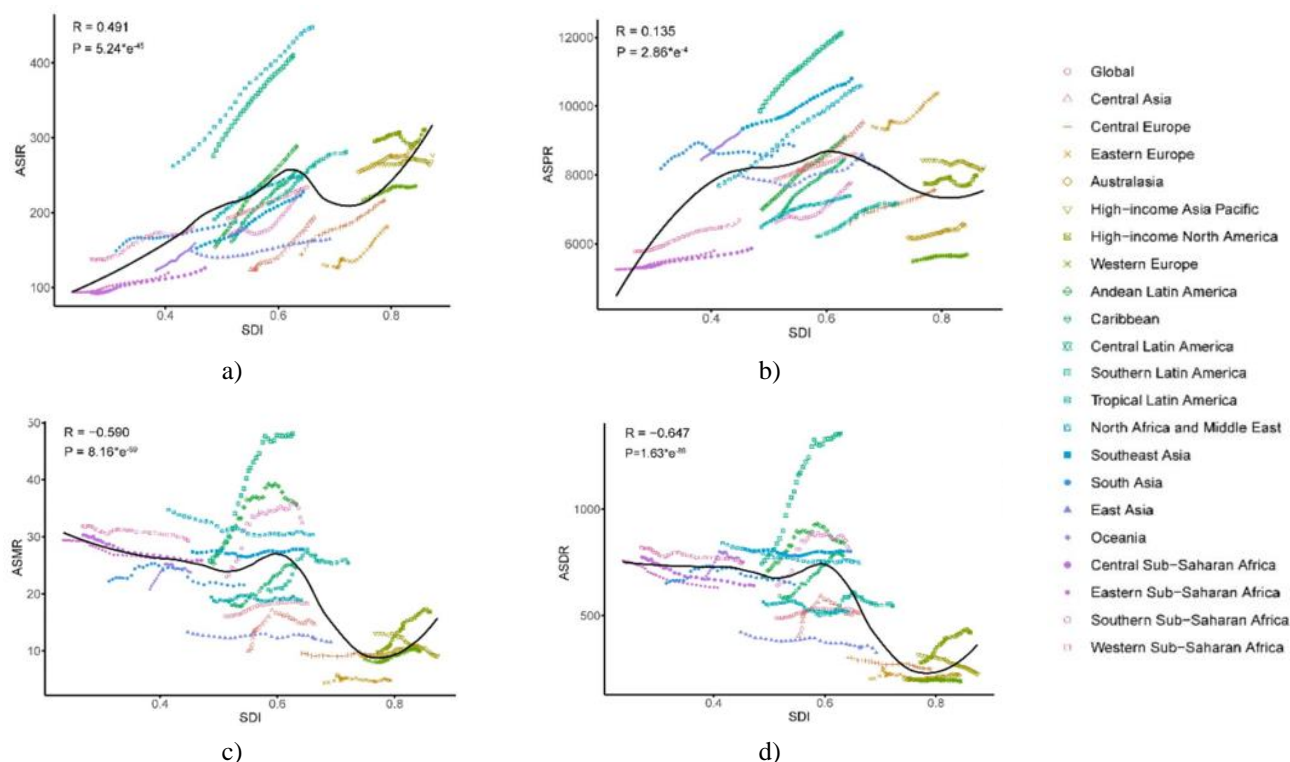 R = 0.491
P = 5.24*e-45
400
300
200
100
ASIR
0.4
0.6
0.8
SDI
a)
R = 0.135
P = 2.86*e-4
12000
10000
8000
6000
ASPR
0.4
0.6
0.8
SDI
b)
R = −0.590
P = 8.16*e-59
50
40
30
20
10
ASMR
0.4
0.6
0.8
SDI
c)
R = −0.647
1000
500
ASDR
0.4
0.6
0.8
SDI
d)
Global
Central Asia
Central Europe
Eastern Europe
Australasia
High−income Asia Pacific
High−income North America
Western Europe
Andean Latin America
Caribbean
Central Latin America
Southern Latin America
Tropical Latin America
North Africa and Middle East
Southeast Asia
South Asia
East Asia
Oceania
Central Sub−Saharan Africa
Eastern Sub−Saharan Africa
Southern Sub−Saharan Africa
Western Sub−Saharan Africa